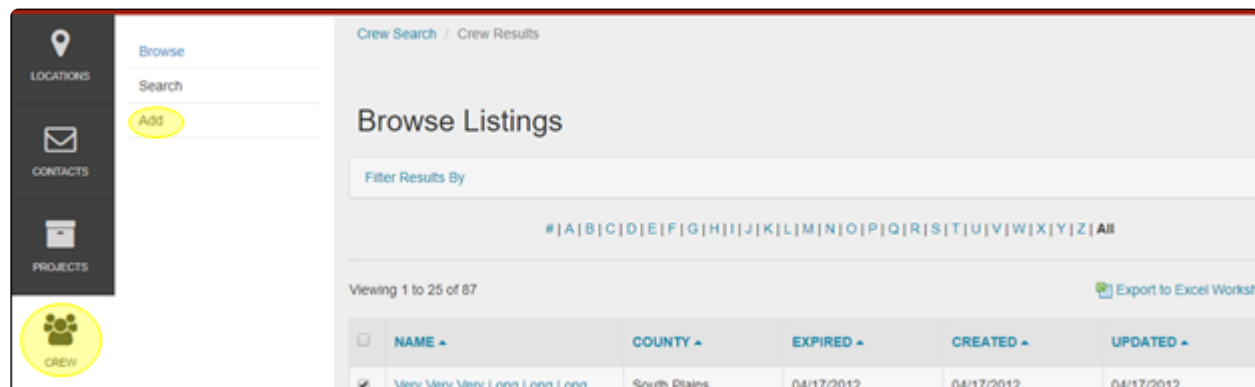 LOCATIONS
CONTACTS
PROJECTS
CREW
Browse
Search
Add
Crew Search / Crew Results
Browse Listings
Filter Results By
# | A | B | C | D | E | F | G | H | I | J | K | L | M | N | O | P | Q | R | S | T | U | V | W | X | Y | Z | All
Viewing 1 to 25 of 87
Export to Excel Worksh
NAME COUNTY EXPIRED CREATED UPDATED
Very Very Very Long Long Long South Plains 04/17/2012 04/17/2012 04/17/2012